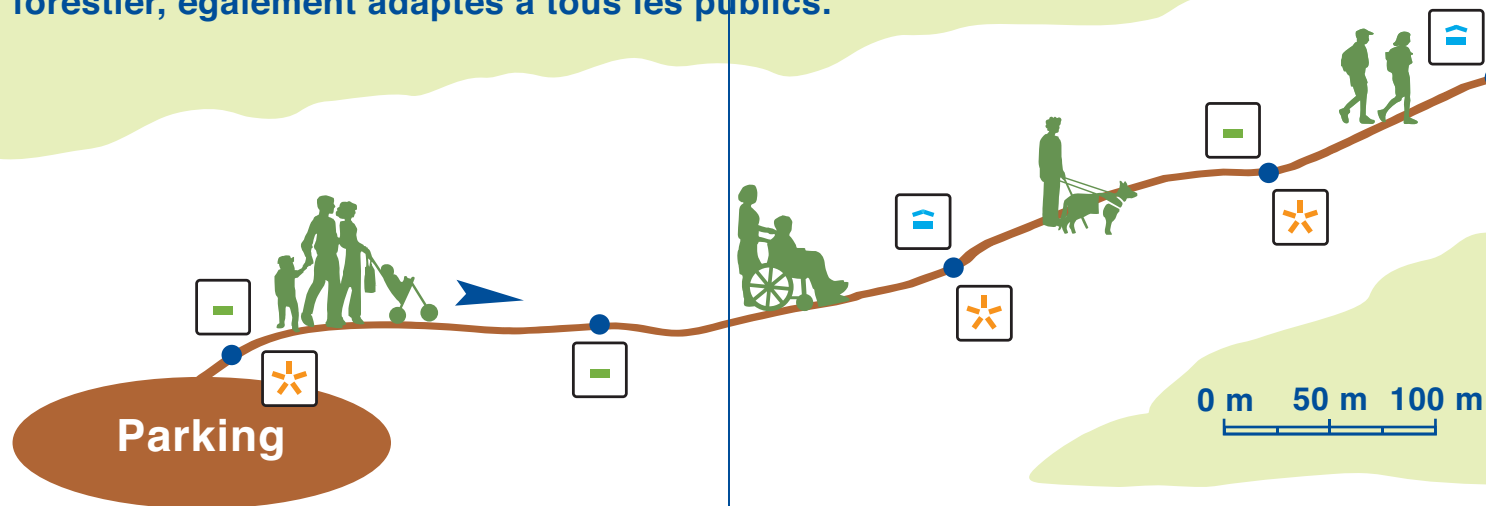 forestier, également adaptés à tous les publics.
Parking
0 m 50 m 100 m